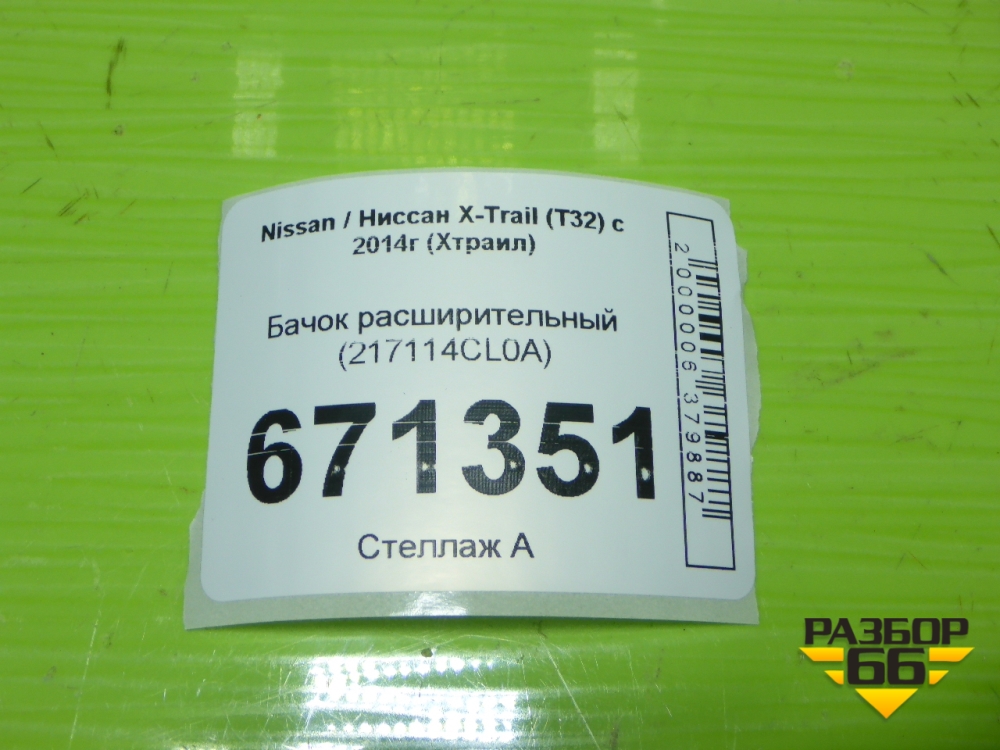 Nissan / Ниссан X-Trail (T32) с
2014г (Хтраил)
Бачок расширительный
(217114CL0A)
671351
Стеллаж А
2000006379887
РАЗБОР
66